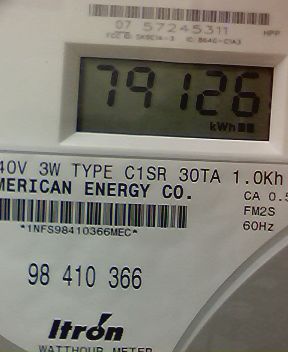 HPP
07 57245311
79126
kWh
40V 3W TYPE C1SR 30TA 1.0Kh
MERICAN ENERGY CO.
CA 0.5
FM2S
*1NFS98410366MEC*
60Hz
98 410 366
Itron
WATTHOUR METER